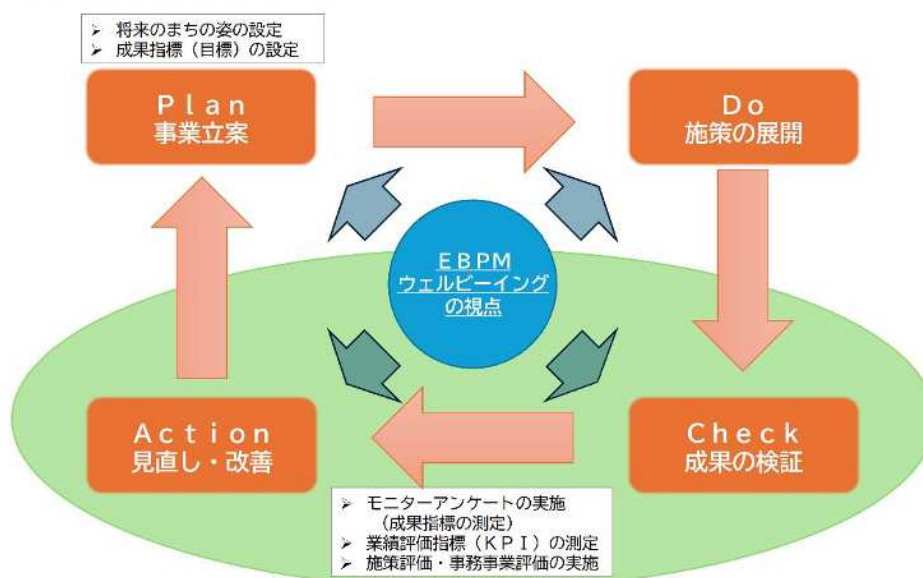 ➢ 将来のまちの姿の設定
➢ 成果指標（目標）の設定
Ｐｌａｎ
事業立案
Ｄｏ
施策の展開
ＥＢＰＭ
ウェルビーイング
の視点
Ａｃｔｉｏｎ
見直し・改善
Ｃｈｅｃｋ
成果の検証
➢ モニターアンケートの実施
（成果指標の測定）
➢ 業績評価指標（ＫＰＩ）の測定
➢ 施策評価・事務事業評価の実施